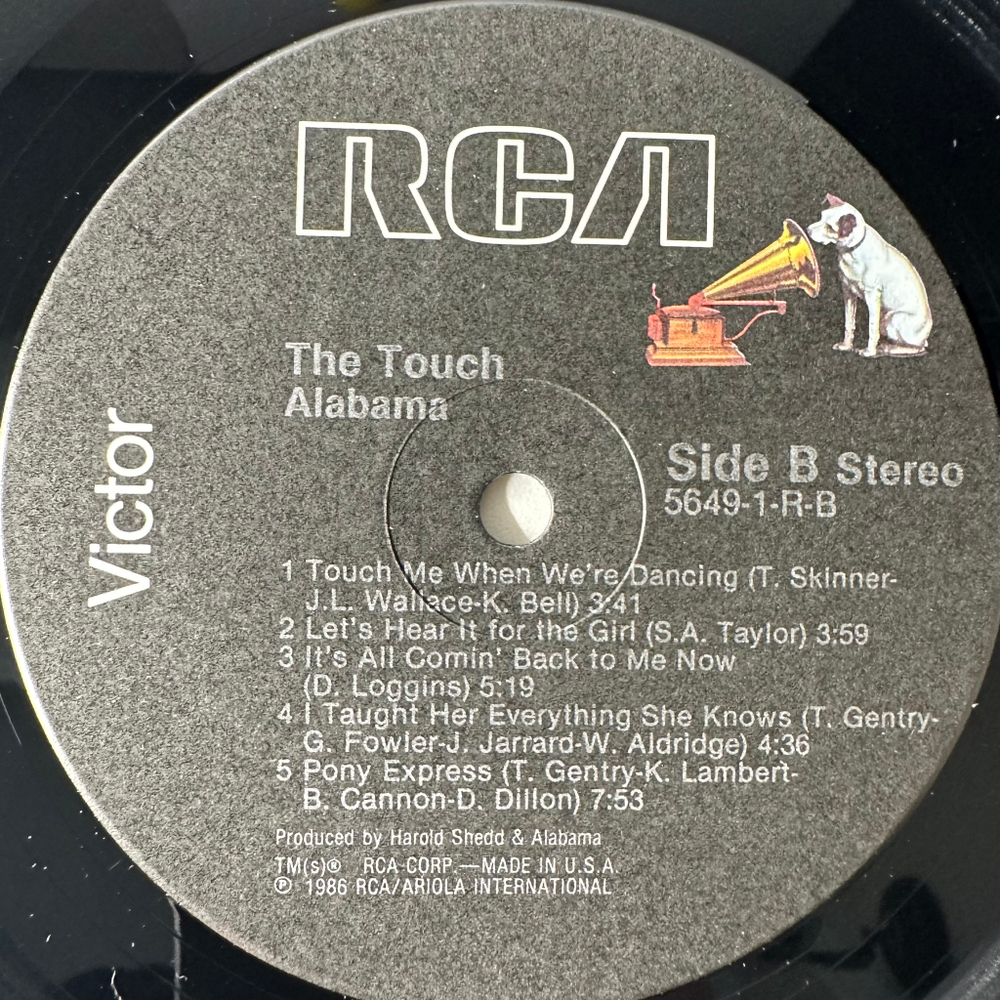 RCA
The Touch
Alabama
Victor
Side B Stereo
5649-1-R-B
1 Touch Me When We're Dancing (T. Skinner-
J.L. Wallace-K. Bell) 3:41
2 Let's Hear It for the Girl (S.A. Taylor) 3:59
3 It's All Comin' Back to Me Now
(D. Loggins) 5:19
4 I Taught Her Everything She Knows (T. Gentry-
G. Fowler-J. Jarrard-W. Aldridge) 4:36
5 Pony Express (T. Gentry-K. Lambert-
B. Cannon-D. Dillon) 7:53
Produced by Harold Shedd & Alabama
TM(s)® RCA CORP.—MADE IN U.S.A.
℗ 1986 RCA/ARIOLA INTERNATIONAL